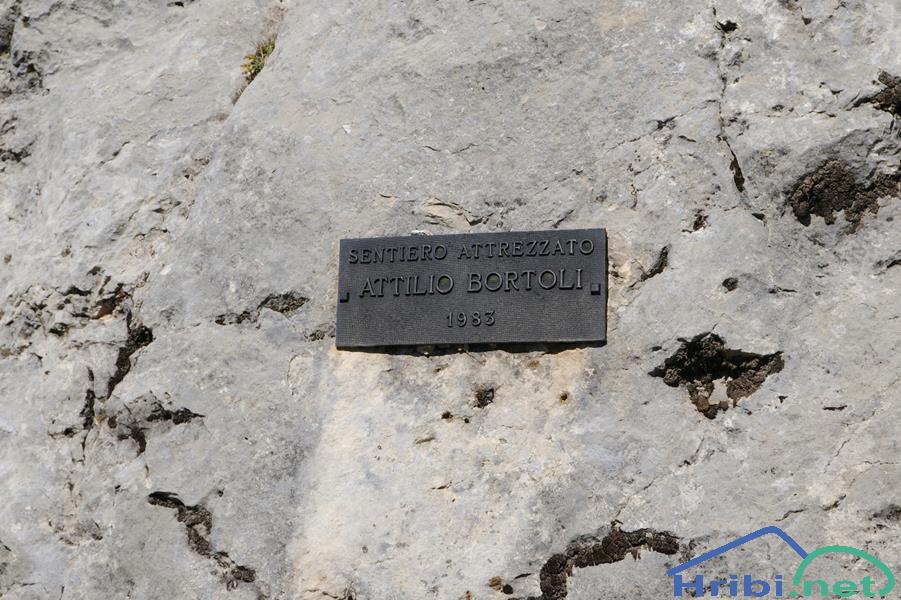 SENTIERO ATTREZZATO
ATTILIO BORTOLI
1983
Hribi.net